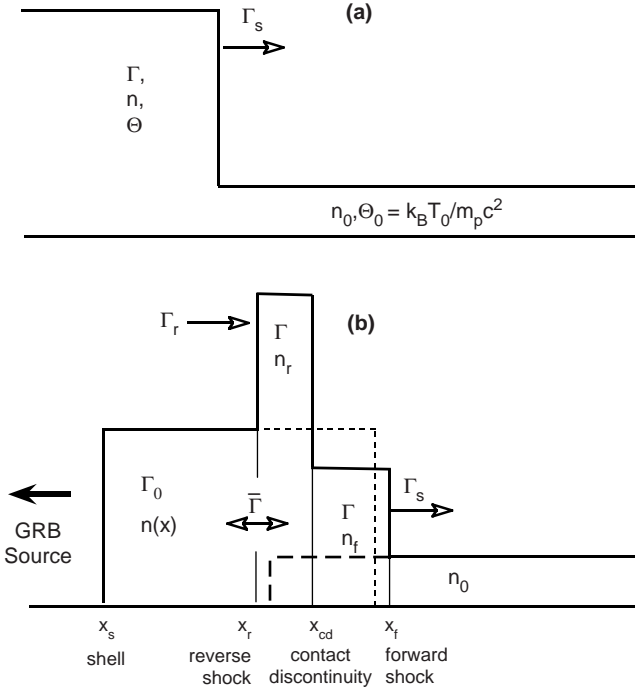 (a)
Γs
Γ,
n,
Θ
n0,Θ0 = kBT0/mpc2
(b)
Γr
Γ
nr
Γ0
n(x)
Γ̅
Γs
Γ
nf
n0
GRB
Source
xs
xr
xcd
xf
shell
reverse
shock
contact
discontinuity
forward
shock